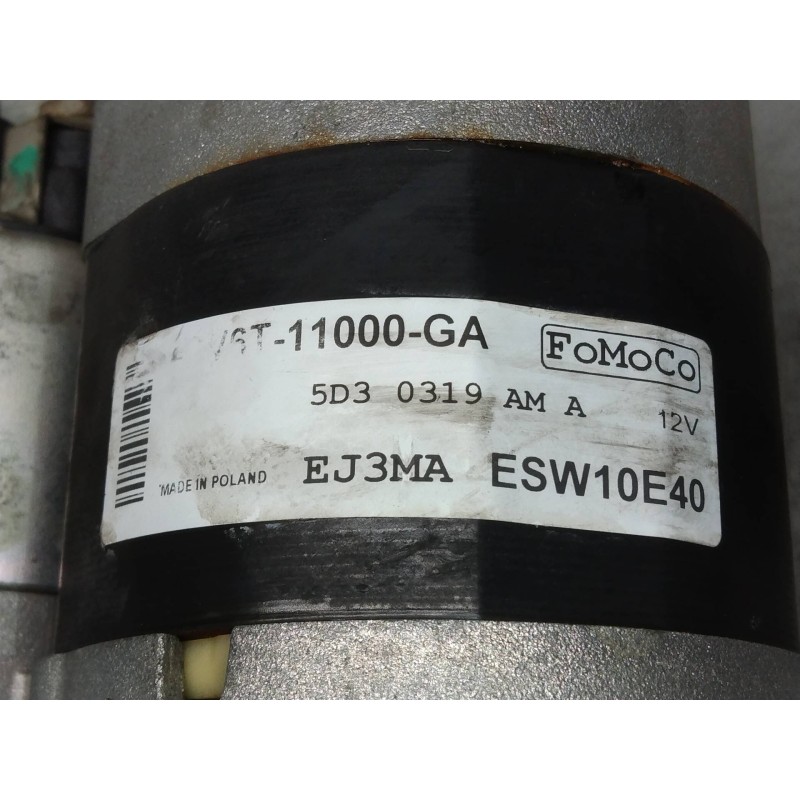 V6T-11000-GA FoMoCo
5D3 0319 AM A 12V
MADE IN POLAND EJ3MA ESW10E40